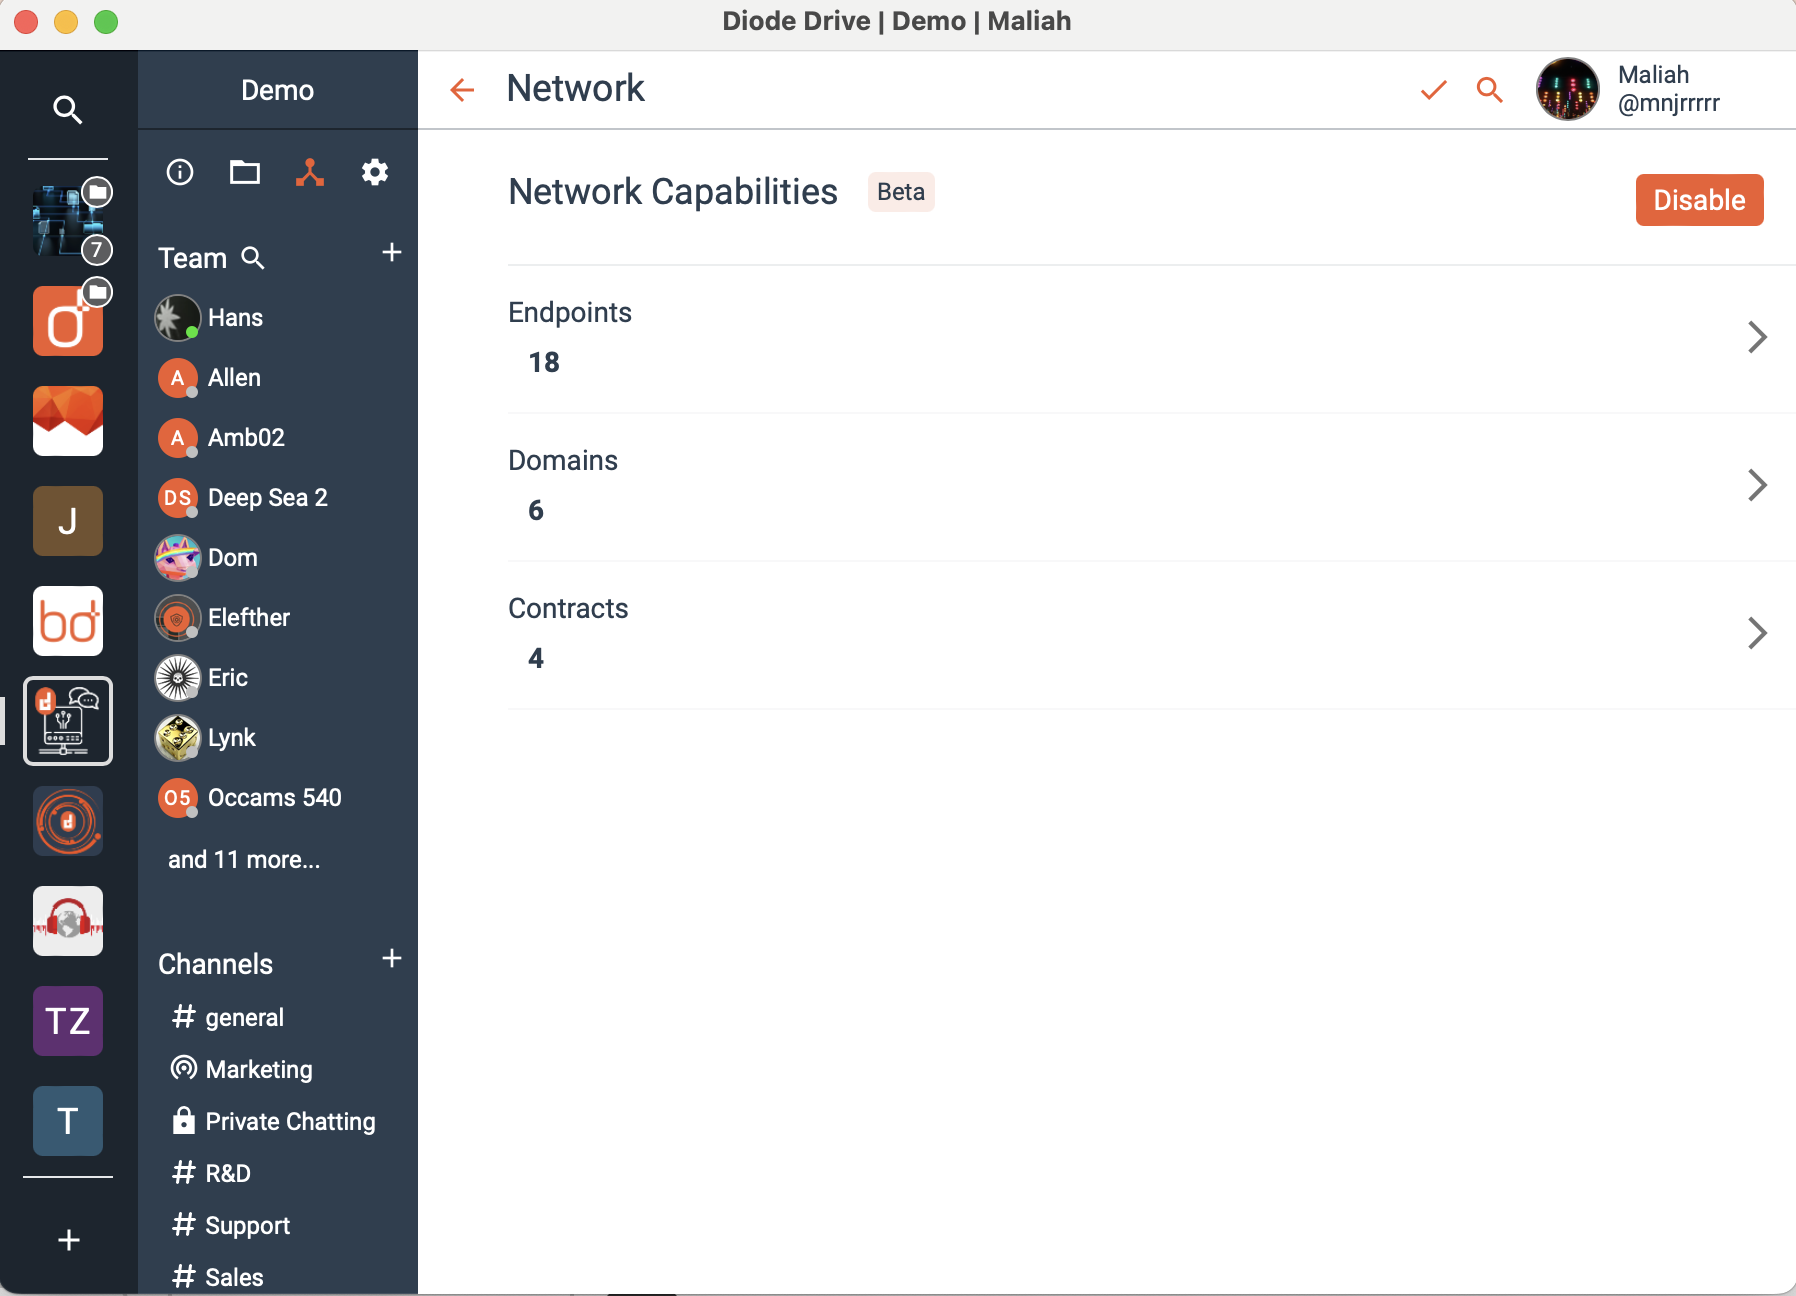 Diode Drive | Demo | Maliah
Demo
Network
Maliah
@mnjrrrrr
7
J
bd
TZ
T
Team
Hans
A Allen
A Amb02
DS Deep Sea 2
Dom
Elefther
Eric
Lynk
O5 Occams 540
and 11 more...
Channels
# general
Marketing
Private Chatting
# R&D
# Support
# Sales
Network Capabilities Beta
Disable
Endpoints
18
Domains
6
Contracts
4